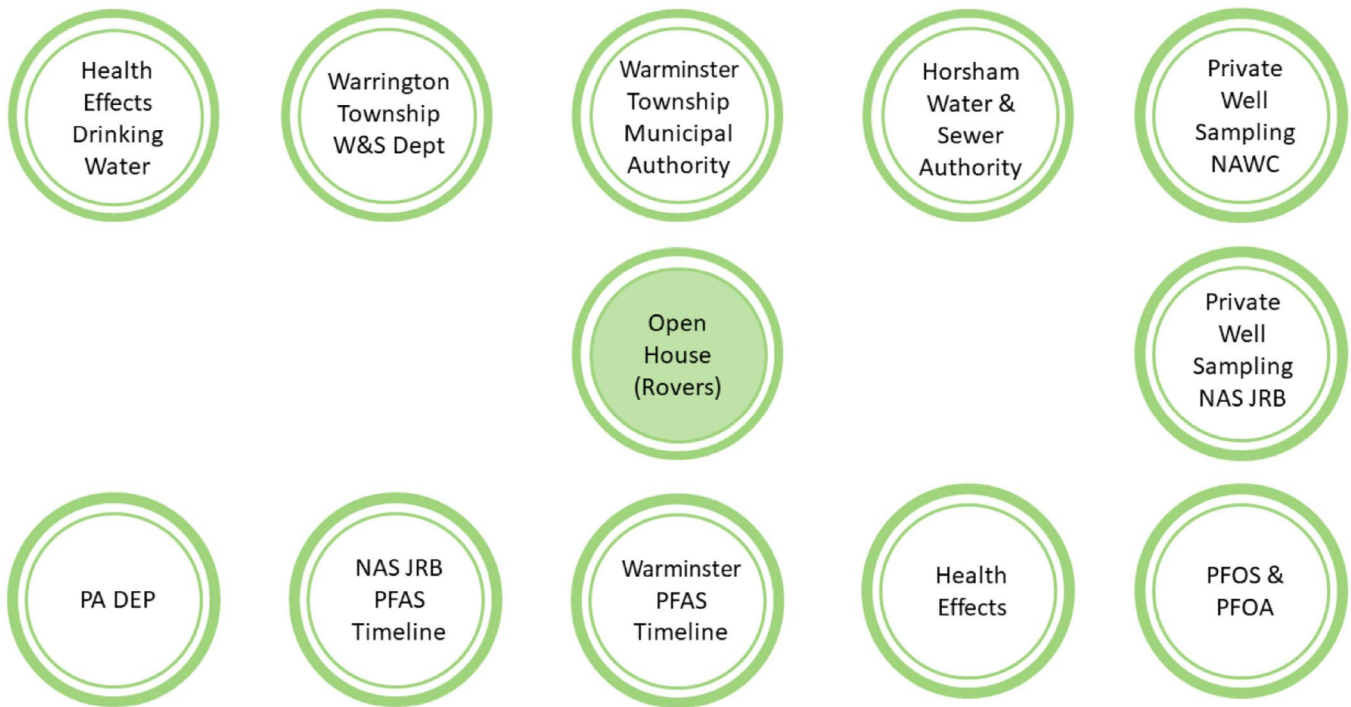 Health
Effects
Drinking
Water
Warrington
Township
W&S Dept
Warminster
Township
Municipal
Authority
Horsham
Water &
Sewer
Authority
Private
Well
Sampling
NAWC
Open
House
(Rovers)
Private
Well
Sampling
NAS JRB
PA DEP
NAS JRB
PFAS
Timeline
Warminster
PFAS
Timeline
Health
Effects
PFOS &
PFOA